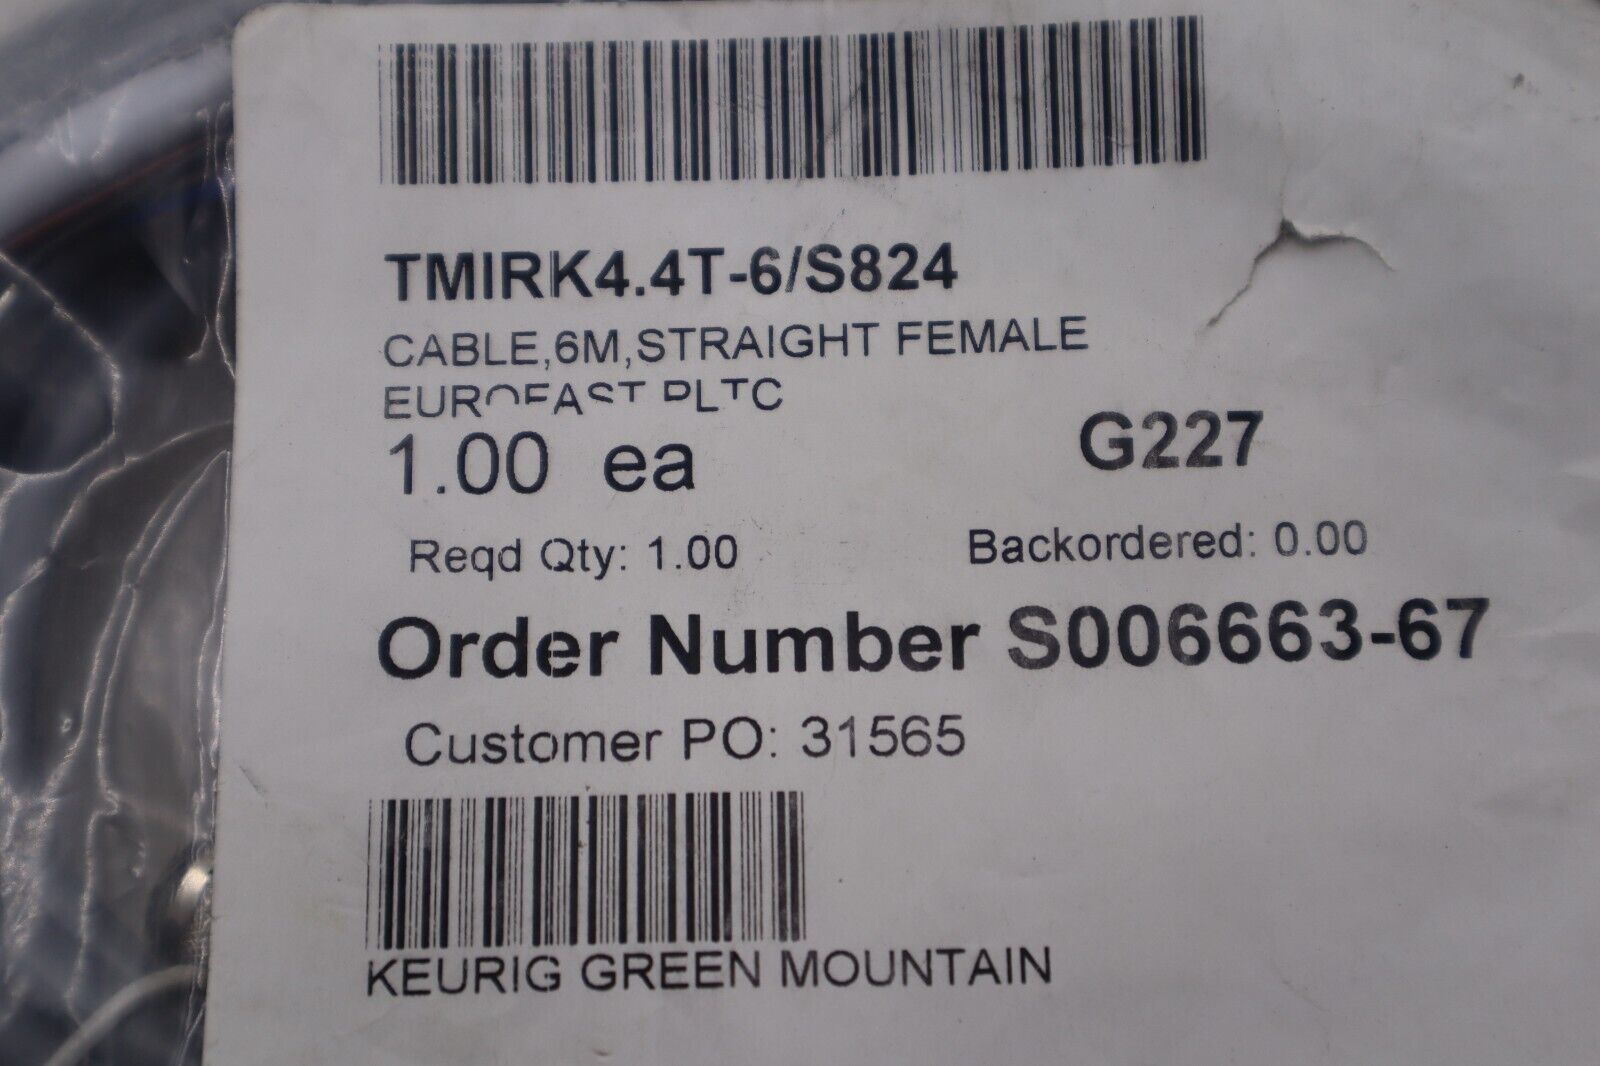 TMIRK4.4T-6/S824
CABLE,6M,STRAIGHT FEMALE
EUROFAST PLTC
1.00 ea
G227
Reqd Qty: 1.00
Backordered: 0.00
Order Number S006663-67
Customer PO: 31565
KEURIG GREEN MOUNTAIN